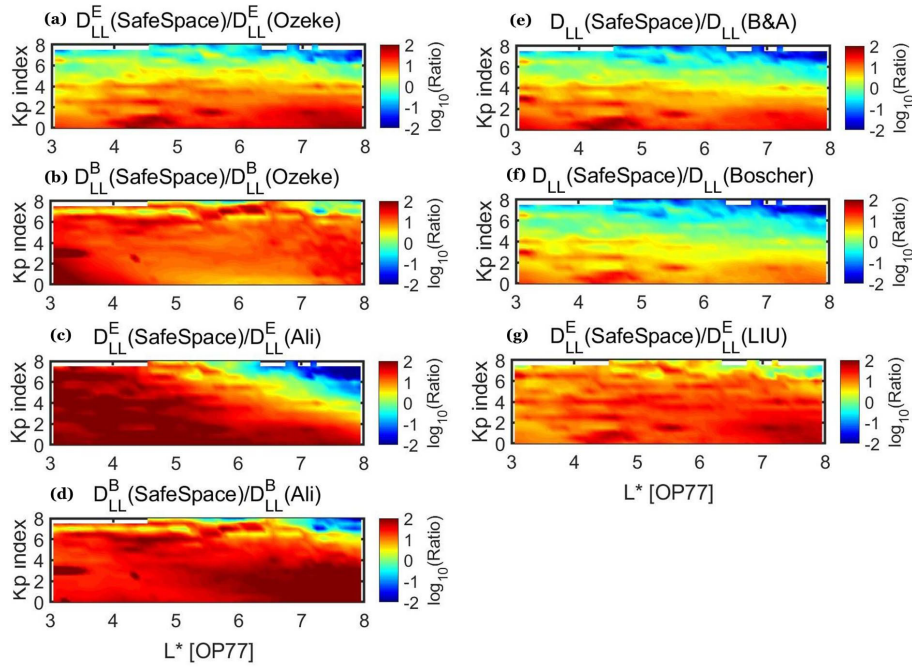 (a) D_LL^E(SafeSpace)/D_LL^E(Ozeke)
Kp index
8
6
4
2
0
3 4 5 6 7 8
2
1
0
-1
-2
log10(Ratio)
(b) D_LL^B(SafeSpace)/D_LL^B(Ozeke)
Kp index
8
6
4
2
0
3 4 5 6 7 8
2
1
0
-1
-2
log10(Ratio)
(c) D_LL^E(SafeSpace)/D_LL^E(Ali)
Kp index
8
6
4
2
0
3 4 5 6 7 8
2
1
0
-1
-2
log10(Ratio)
(d) D_LL^B(SafeSpace)/D_LL^B(Ali)
Kp index
8
6
4
2
0
3 4 5 6 7 8
2
1
0
-1
-2
log10(Ratio)
L* [OP77]
(e) D_LL(SafeSpace)/D_LL(B&A)
Kp index
8
6
4
2
0
3 4 5 6 7 8
2
1
0
-1
-2
log10(Ratio)
(f) D_LL(SafeSpace)/D_LL(Boscher)
Kp index
8
6
4
2
0
3 4 5 6 7 8
2
1
0
-1
-2
log10(Ratio)
(g) D_LL^E(SafeSpace)/D_LL^E(LIU)
Kp index
8
6
4
2
0
3 4 5 6 7 8
2
1
0
-1
-2
log10(Ratio)
L* [OP77]